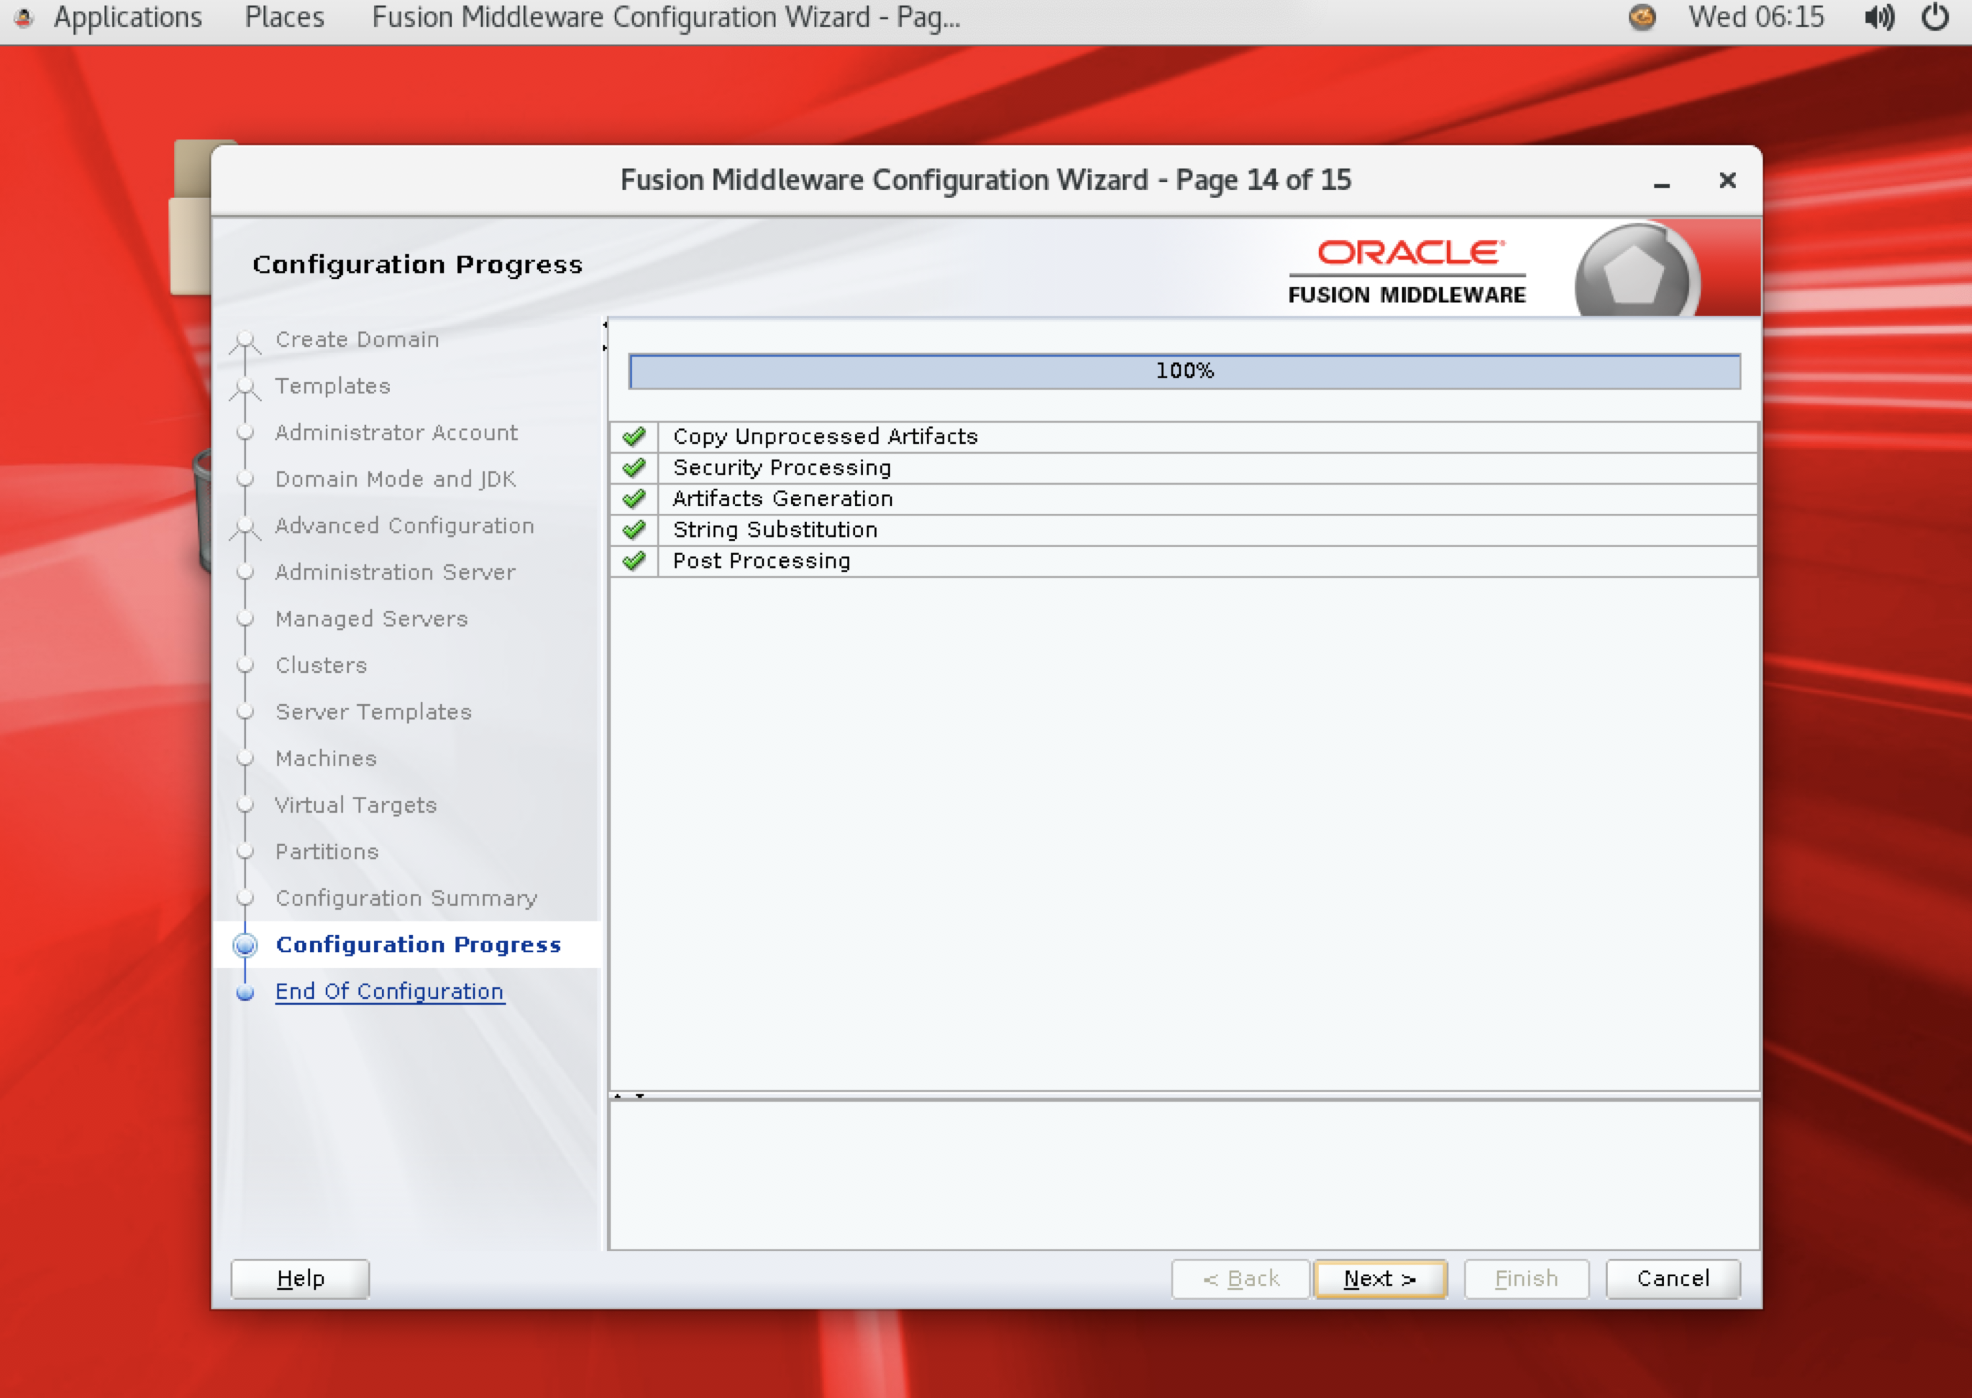 Applications Places Fusion Middleware Configuration Wizard - Pag... Wed 06:15
Fusion Middleware Configuration Wizard - Page 14 of 15
Configuration Progress
ORACLE
FUSION MIDDLEWARE
Create Domain
Templates
Administrator Account
Domain Mode and JDK
Advanced Configuration
Administration Server
Managed Servers
Clusters
Server Templates
Machines
Virtual Targets
Partitions
Configuration Summary
Configuration Progress
End Of Configuration
100%
Copy Unprocessed Artifacts
Security Processing
Artifacts Generation
String Substitution
Post Processing
Help < Back Next > Finish Cancel